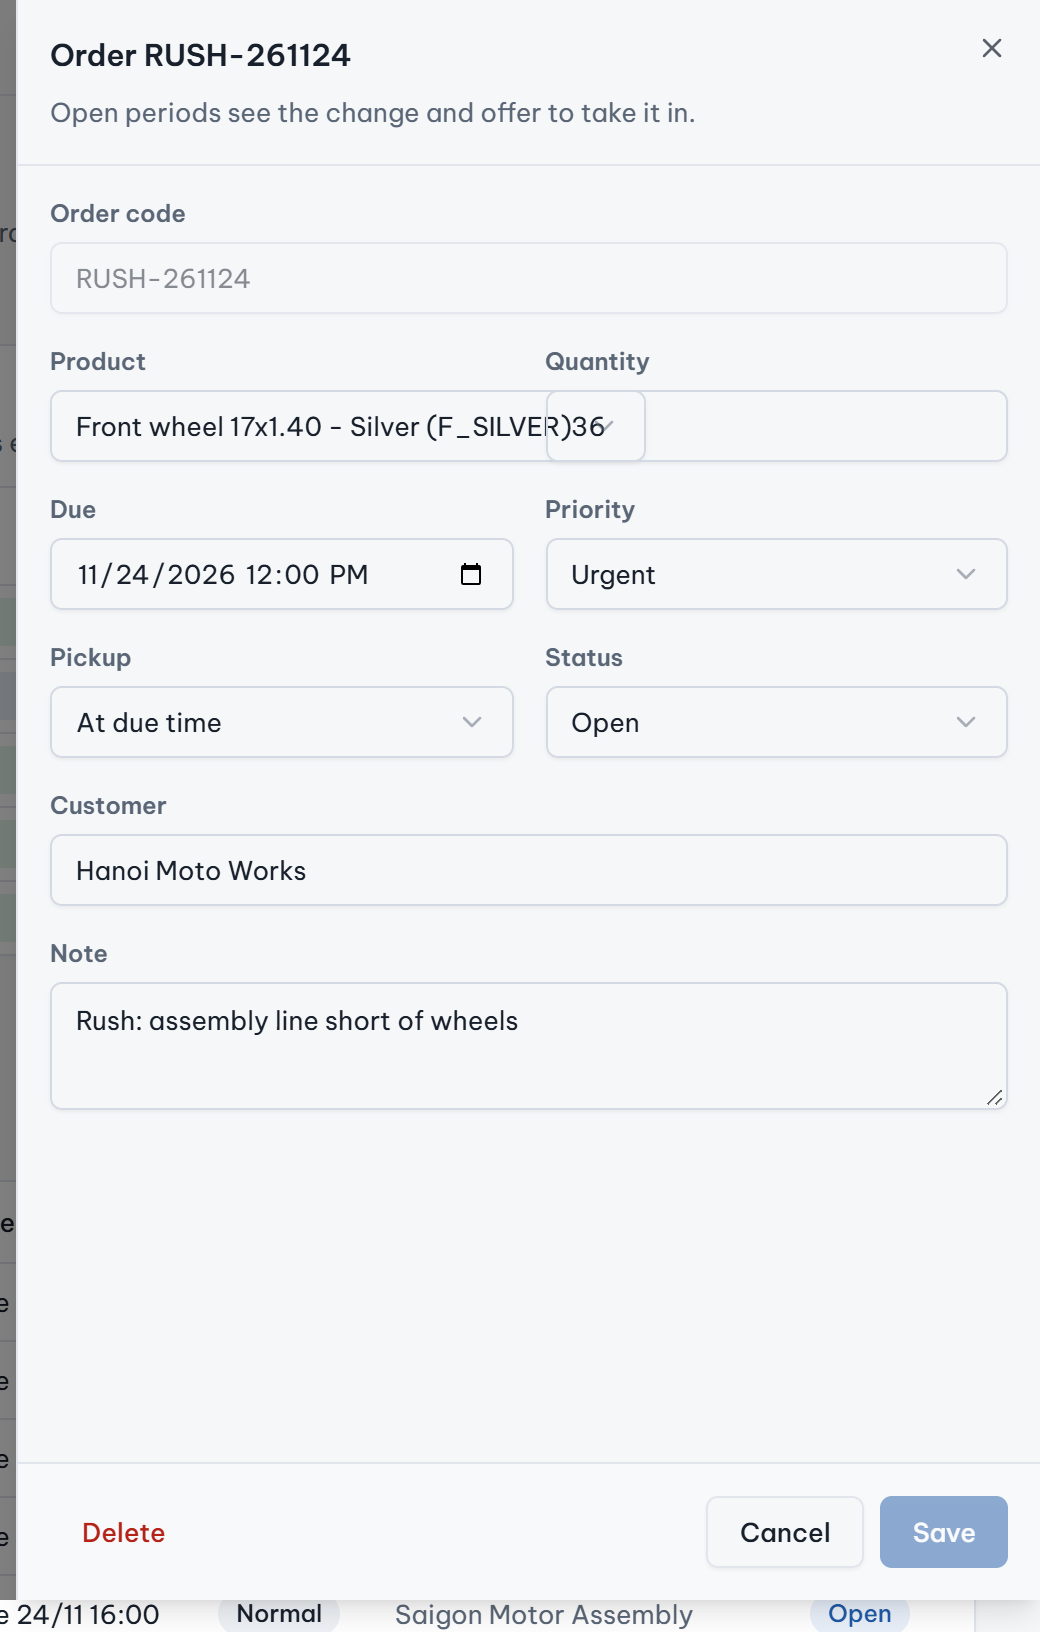 Order RUSH-261124
Open periods see the change and offer to take it in.
Order code
RUSH-261124
Product Quantity
Front wheel 17x1.40 - Silver (F_SILVER) 36
Due Priority
11/24/2026 12:00 PM Urgent
Pickup Status
At due time Open
Customer
Hanoi Moto Works
Note
Rush: assembly line short of wheels
Delete Cancel Save
24/11 16:00 Normal Saigon Motor Assembly Open